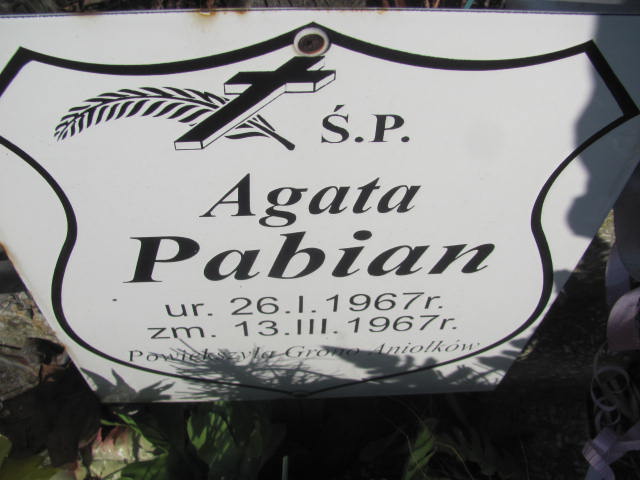 Ś.P.
Agata
Pabian
ur. 26.I.1967r.
zm. 13.III.1967r.
Powiększyła Grono Aniołków